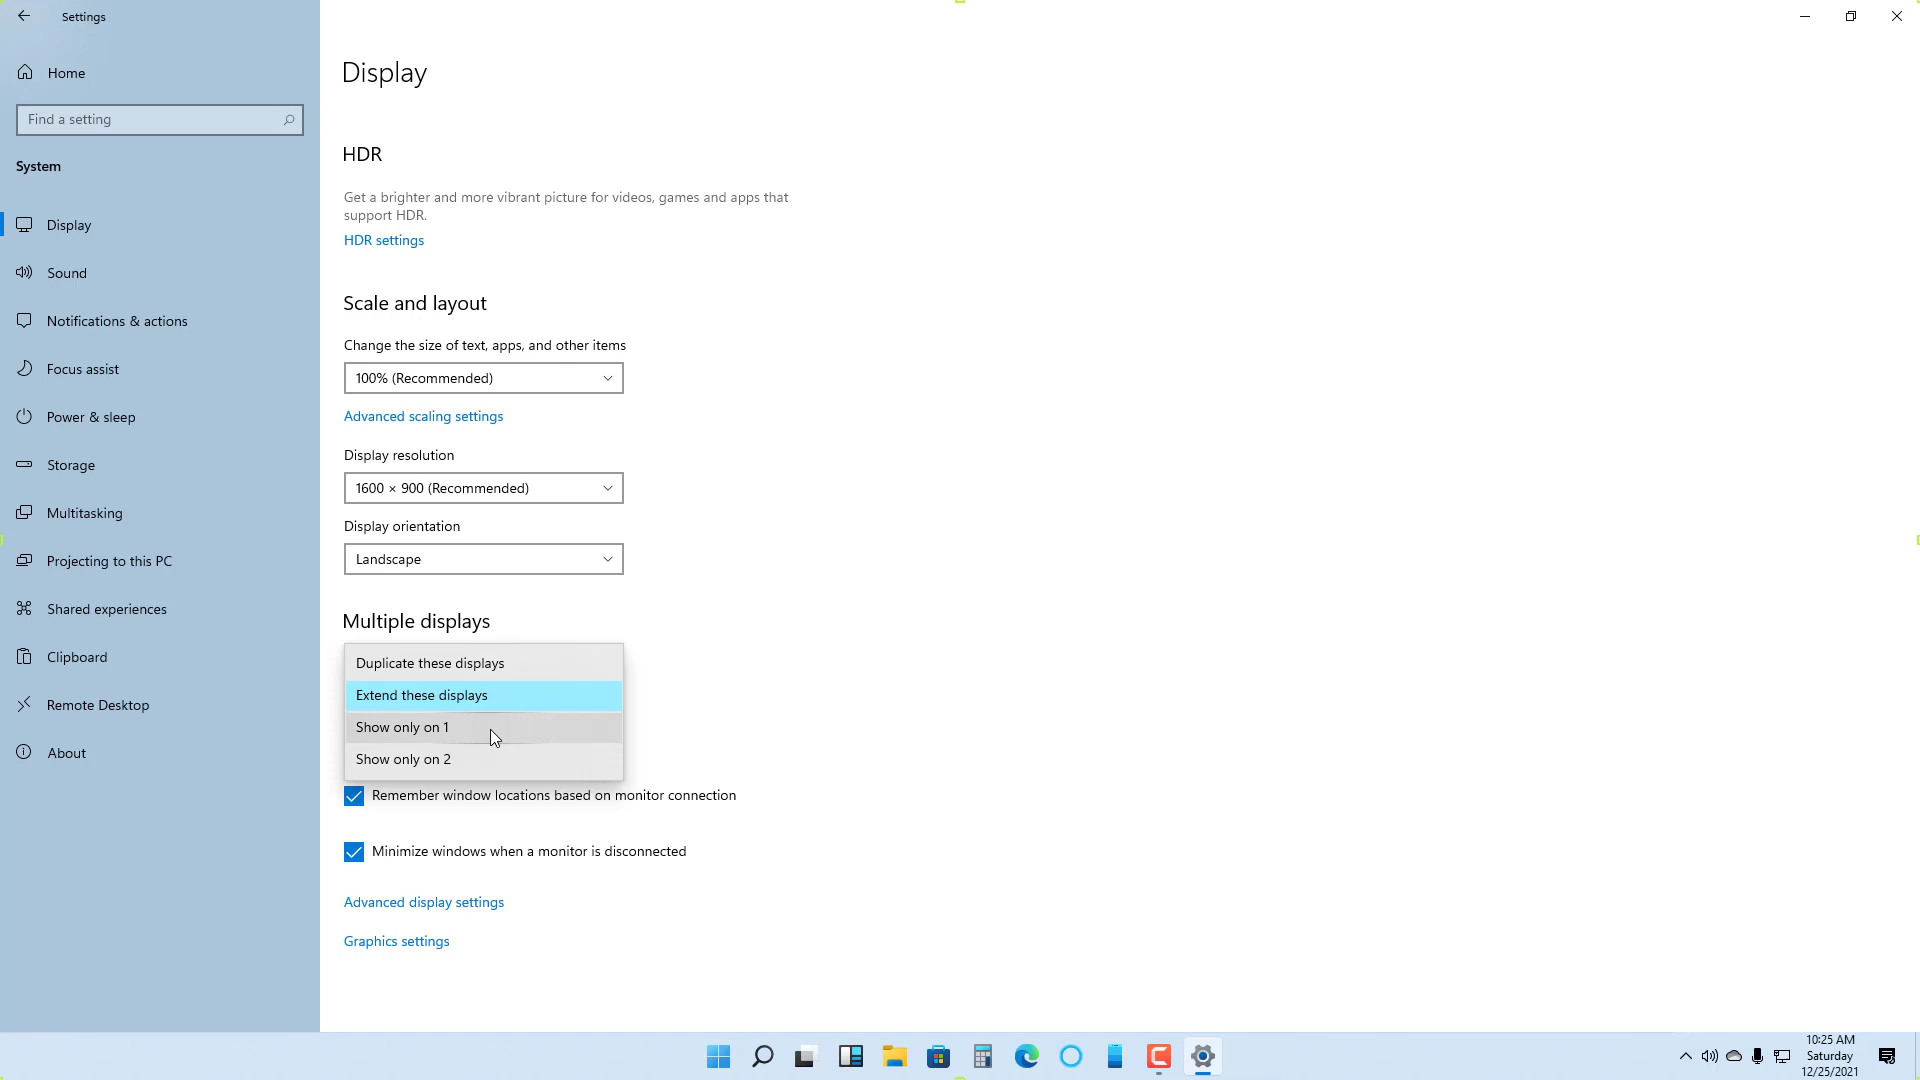 Settings
Home
Find a setting
System
Display
Sound
Notifications & actions
Focus assist
Power & sleep
Storage
Multitasking
Projecting to this PC
Shared experiences
Clipboard
Remote Desktop
About
Display
HDR
Get a brighter and more vibrant picture for videos, games and apps that
support HDR.
HDR settings
Scale and layout
Change the size of text, apps, and other items
100% (Recommended)
Advanced scaling settings
Display resolution
1600 × 900 (Recommended)
Display orientation
Landscape
Multiple displays
Duplicate these displays
Extend these displays
Show only on 1
Show only on 2
Remember window locations based on monitor connection
Minimize windows when a monitor is disconnected
Advanced display settings
Graphics settings
10:25 AM
Saturday
12/25/2021